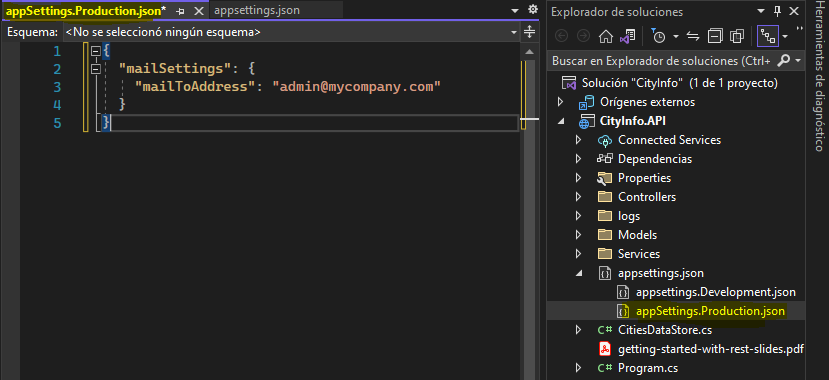 appSettings.Production.json*
appsettings.json
Esquema: <No se seleccionó ningún esquema>
1 {
2 "mailSettings": {
3 "mailToAddress": "admin@mycompany.com"
4 }
5 }
Explorador de soluciones
Buscar en Explorador de soluciones (Ctrl+
Solución "CityInfo" (1 de 1 proyecto)
Orígenes externos
CityInfo.API
Connected Services
Dependencias
Properties
Controllers
logs
Models
Services
appsettings.json
appsettings.Development.json
appSettings.Production.json
C# CitiesDataStore.cs
getting-started-with-rest-slides.pdf
C# Program.cs
Herramientas de diagnóstico